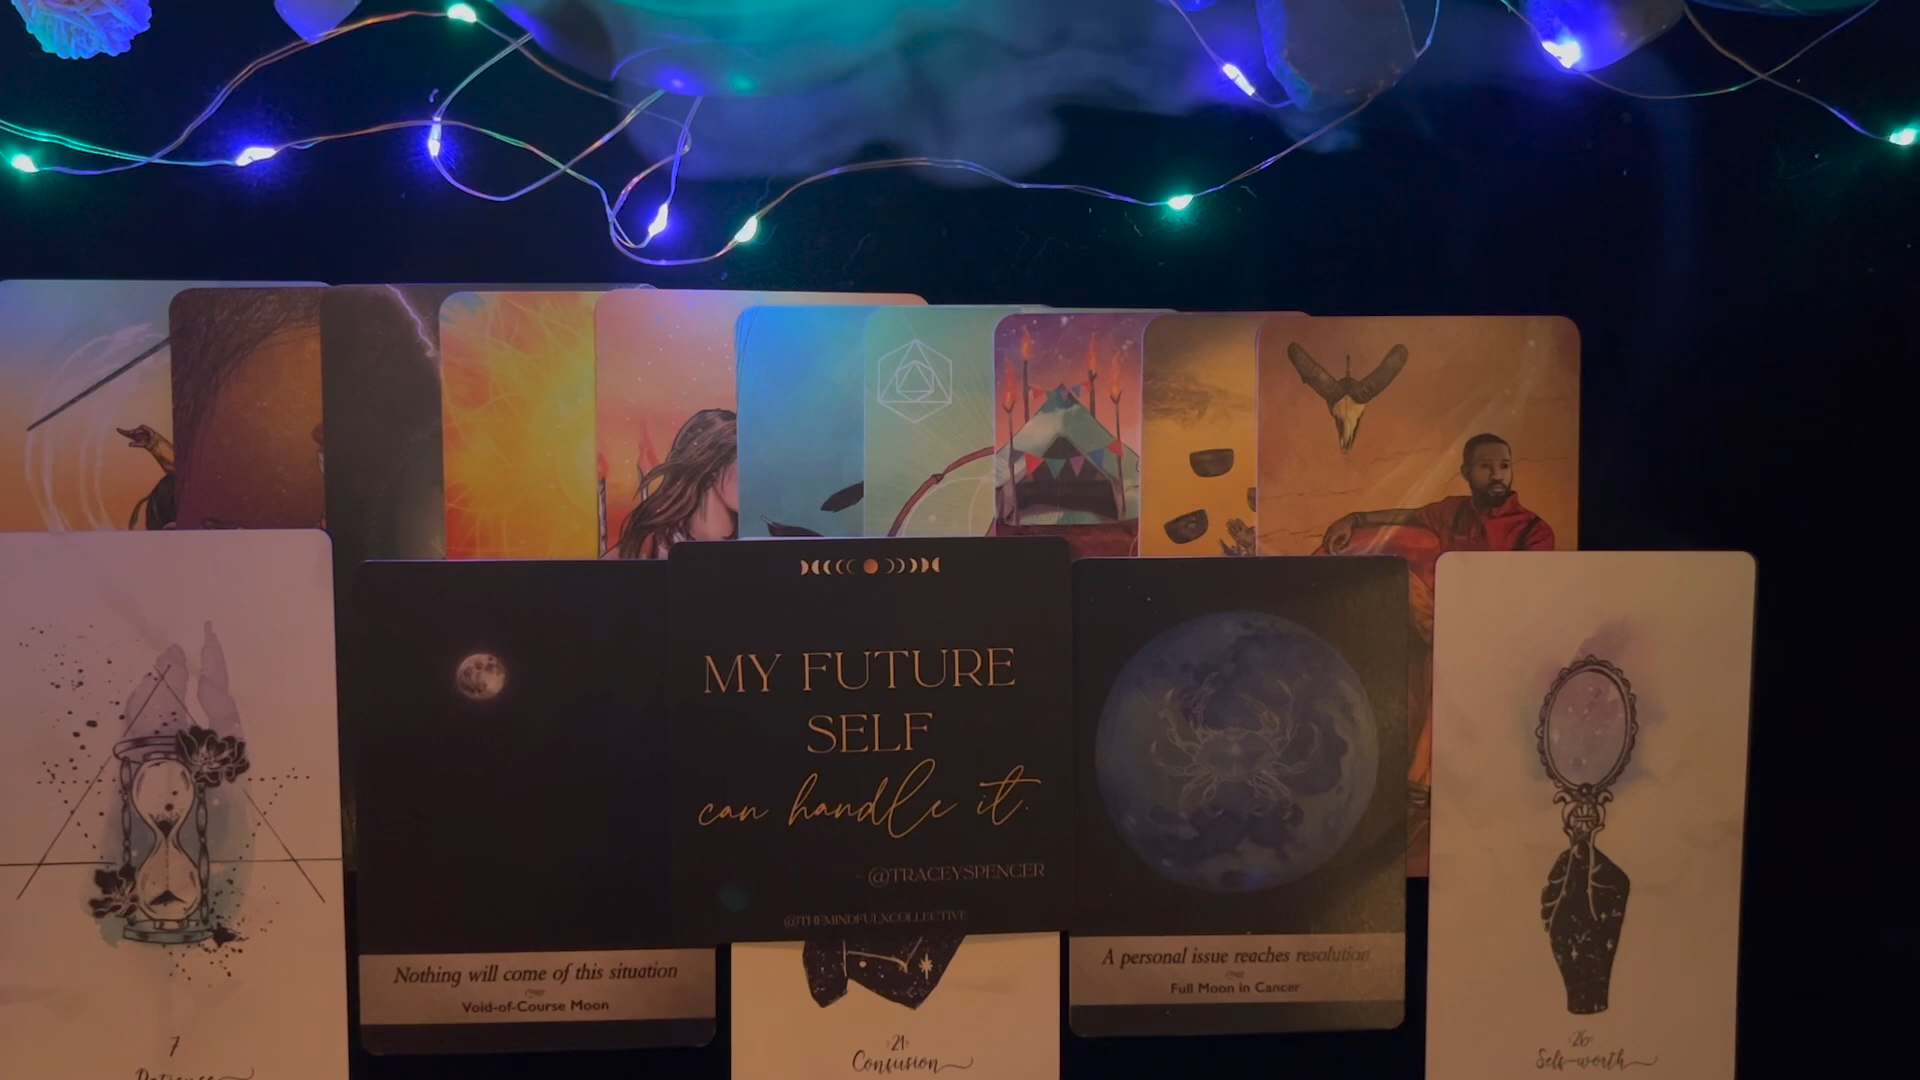 MY FUTURE
SELF
can handle it.
- @TRACEYSPENCER
@THEMINDFULXCOLLECTIVE
Nothing will come of this situation
Void-of-Course Moon
A personal issue reaches resolution
Full Moon in Cancer
7
Patience
21
Confusion
26
Self-worth